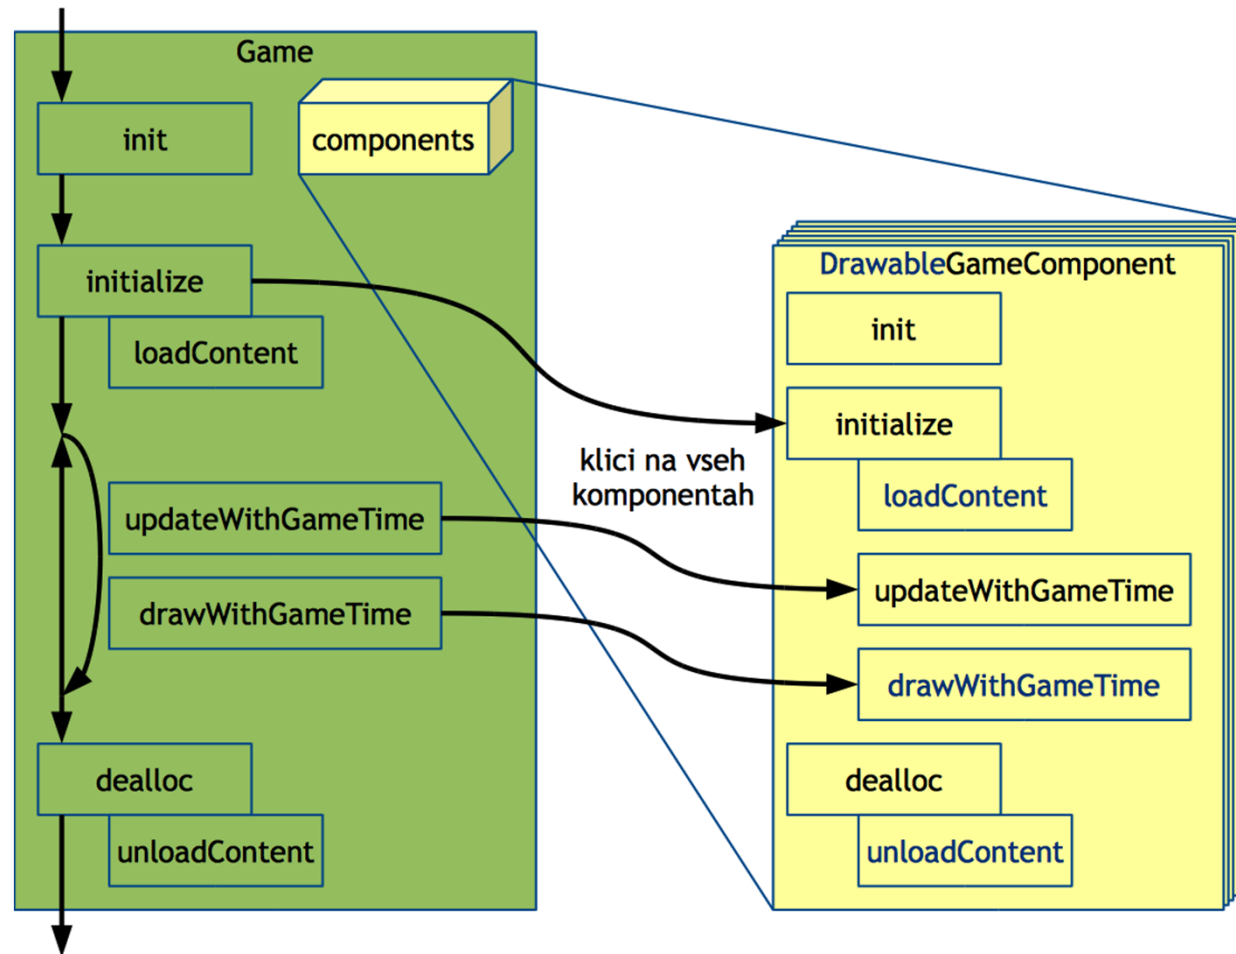 Game
init
components
initialize
loadContent
updateWithGameTime
drawWithGameTime
dealloc
unloadContent
klici na vseh
komponentah
DrawableGameComponent
init
initialize
loadContent
updateWithGameTime
drawWithGameTime
dealloc
unloadContent